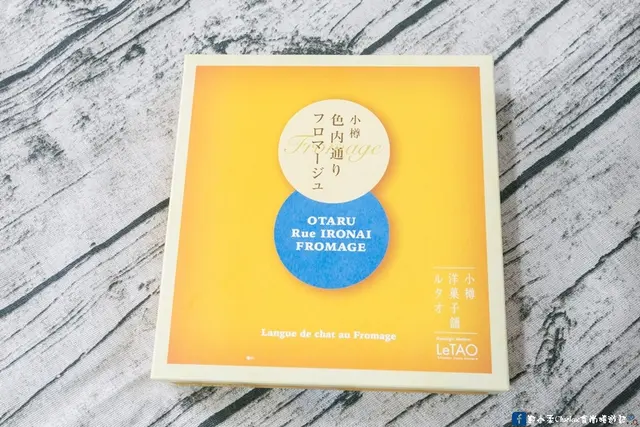 小樽
色内通り
フロマージュ
Fromage
OTARU
Rue IRONAI
FROMAGE
小樽
洋菓子舗
ルタオ
Langue de chat au Fromage
LeTAO